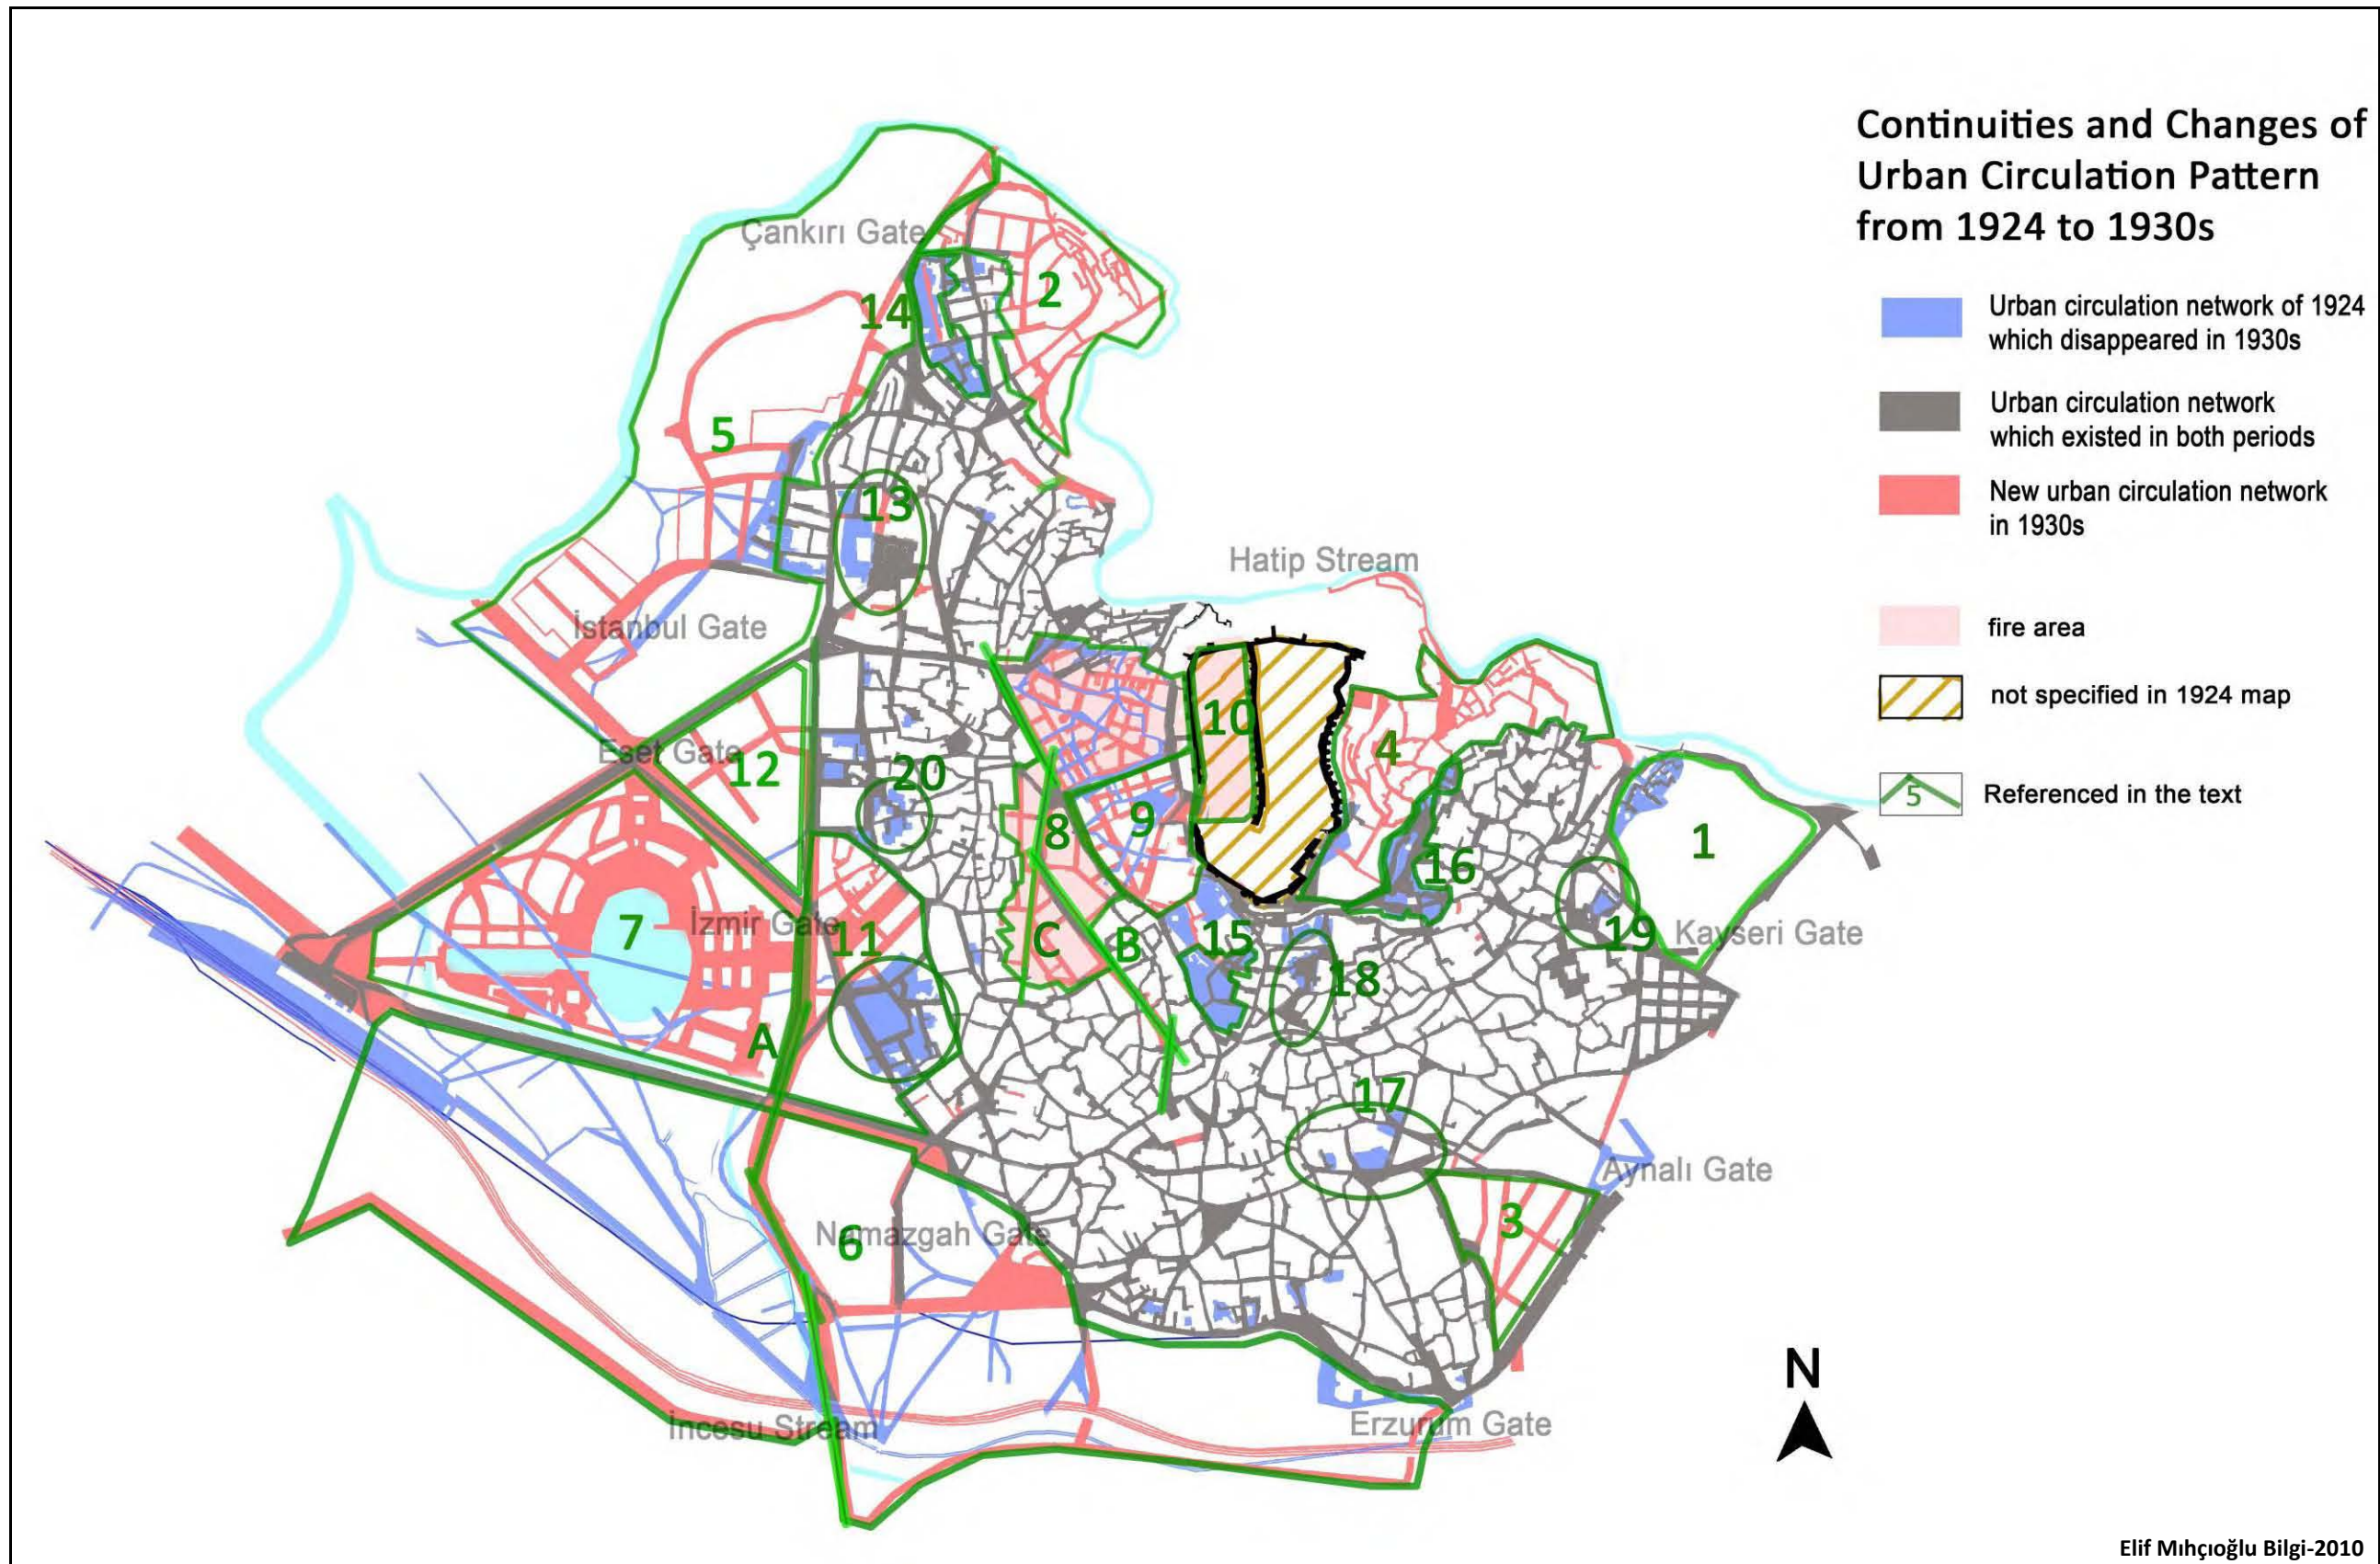 Continuities and Changes of
Urban Circulation Pattern
from 1924 to 1930s
Urban circulation network of 1924
which disappeared in 1930s
Urban circulation network
which existed in both periods
New urban circulation network
in 1930s
fire area
not specified in 1924 map
5
Referenced in the text
Çankırı Gate
2
14
5
13
Hatip Stream
İstanbul Gate
10
Eset Gate
12
20
4
8
9
1
16
7
İzmir Gate
11
C
B
15
19
Kayseri Gate
18
A
17
Aynalı Gate
3
Namazgah Gate
6
İncesu Stream
Erzurum Gate
N
Elif Mıhçıoğlu Bilgi-2010